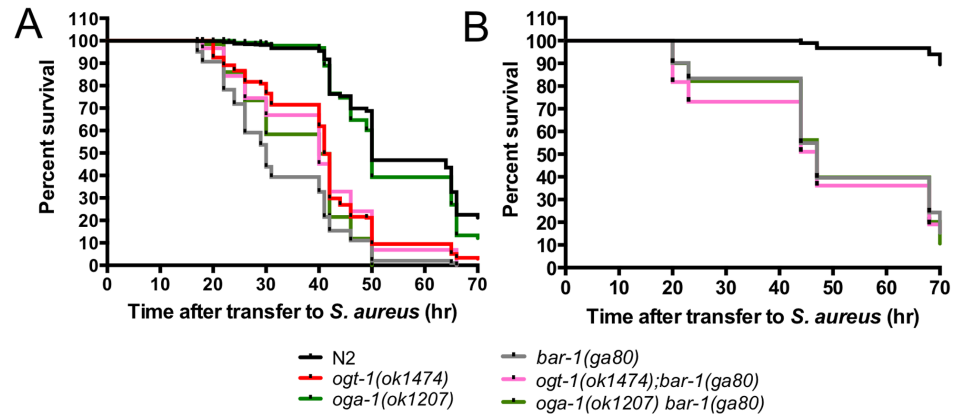 A
B
110
100
90
80
70
60
50
40
30
20
10
0
Percent survival
0 10 20 30 40 50 60 70
Time after transfer to S. aureus (hr)
110
100
90
80
70
60
50
40
30
20
10
0
Percent survival
0 10 20 30 40 50 60 70
Time after transfer to S. aureus (hr)
N2
ogt-1(ok1474)
oga-1(ok1207)
bar-1(ga80)
ogt-1(ok1474);bar-1(ga80)
oga-1(ok1207) bar-1(ga80)